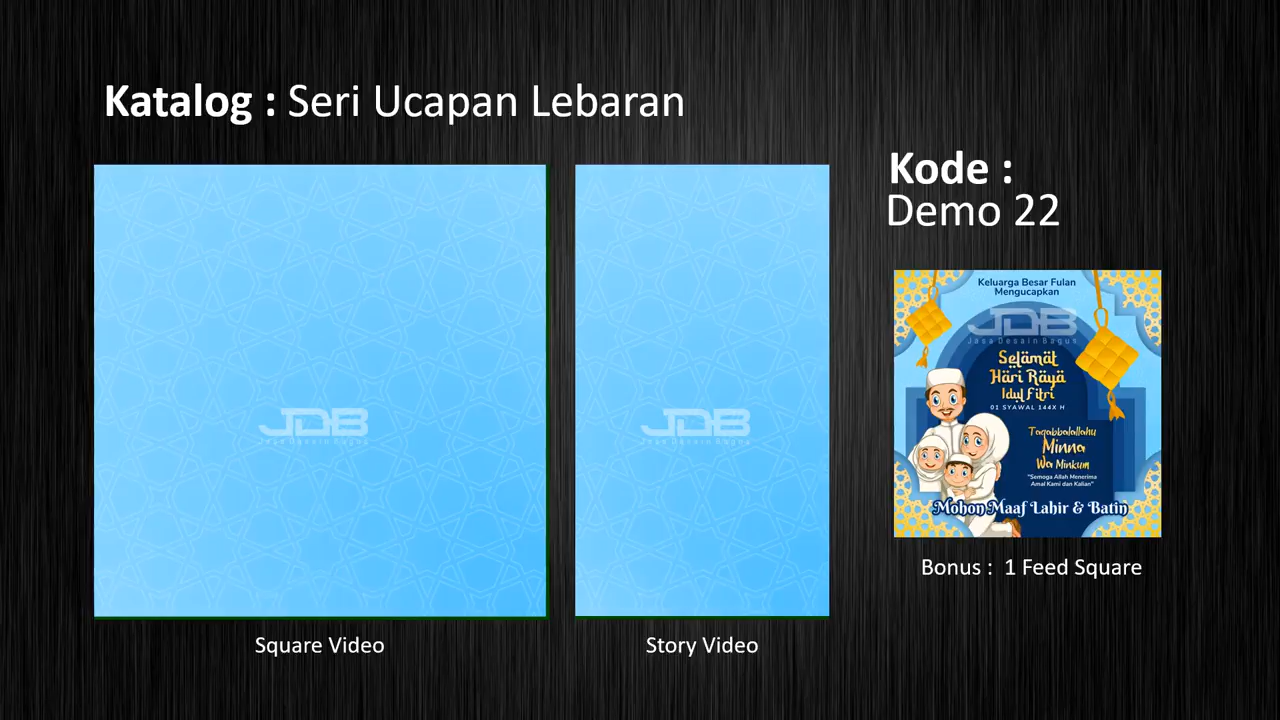 Katalog : Seri Ucapan Lebaran
JDB
Jasa Desain Bagus
Square Video
JDB
Jasa Desain Bagus
Story Video
Kode :
Demo 22
Keluarga Besar Fulan
Mengucapkan
JDB
Jasa Desain Bagus
Selamat
Hari Raya
Idul Fitri
01 SYAWAL 144X H
Taqabbalallahu
Minna
Wa Minkum
"Semoga Allah Menerima
Amal Kami dan Kalian"
Mohon Maaf Lahir & Batin
Bonus : 1 Feed Square